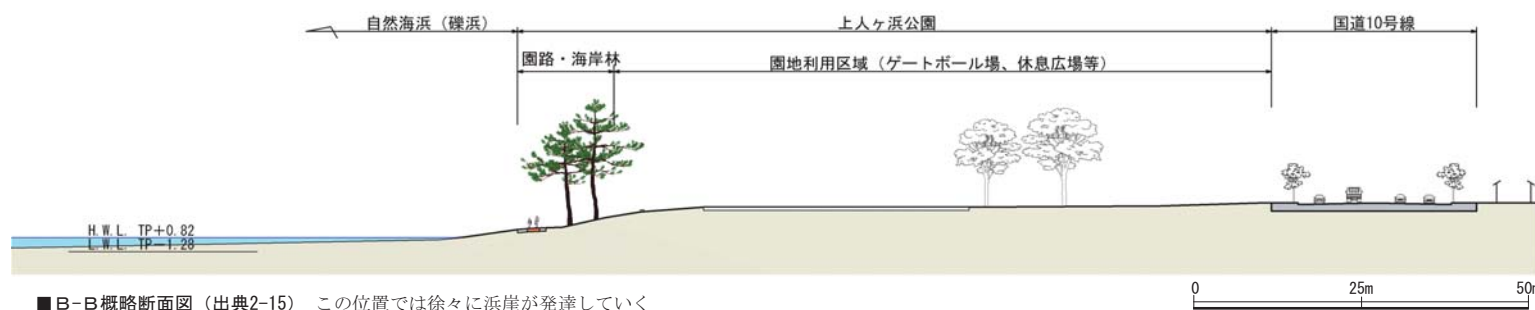 自然海浜（礫浜）
上人ヶ浜公園
国道10号線
園路・海岸林
園地利用区域（ゲートボール場、休息広場等）
H.W.L. TP+0.82
L.W.L. TP-1.28
■B-B概略断面図（出典2-15） この位置では徐々に浜岸が発達していく
0 25m 50m